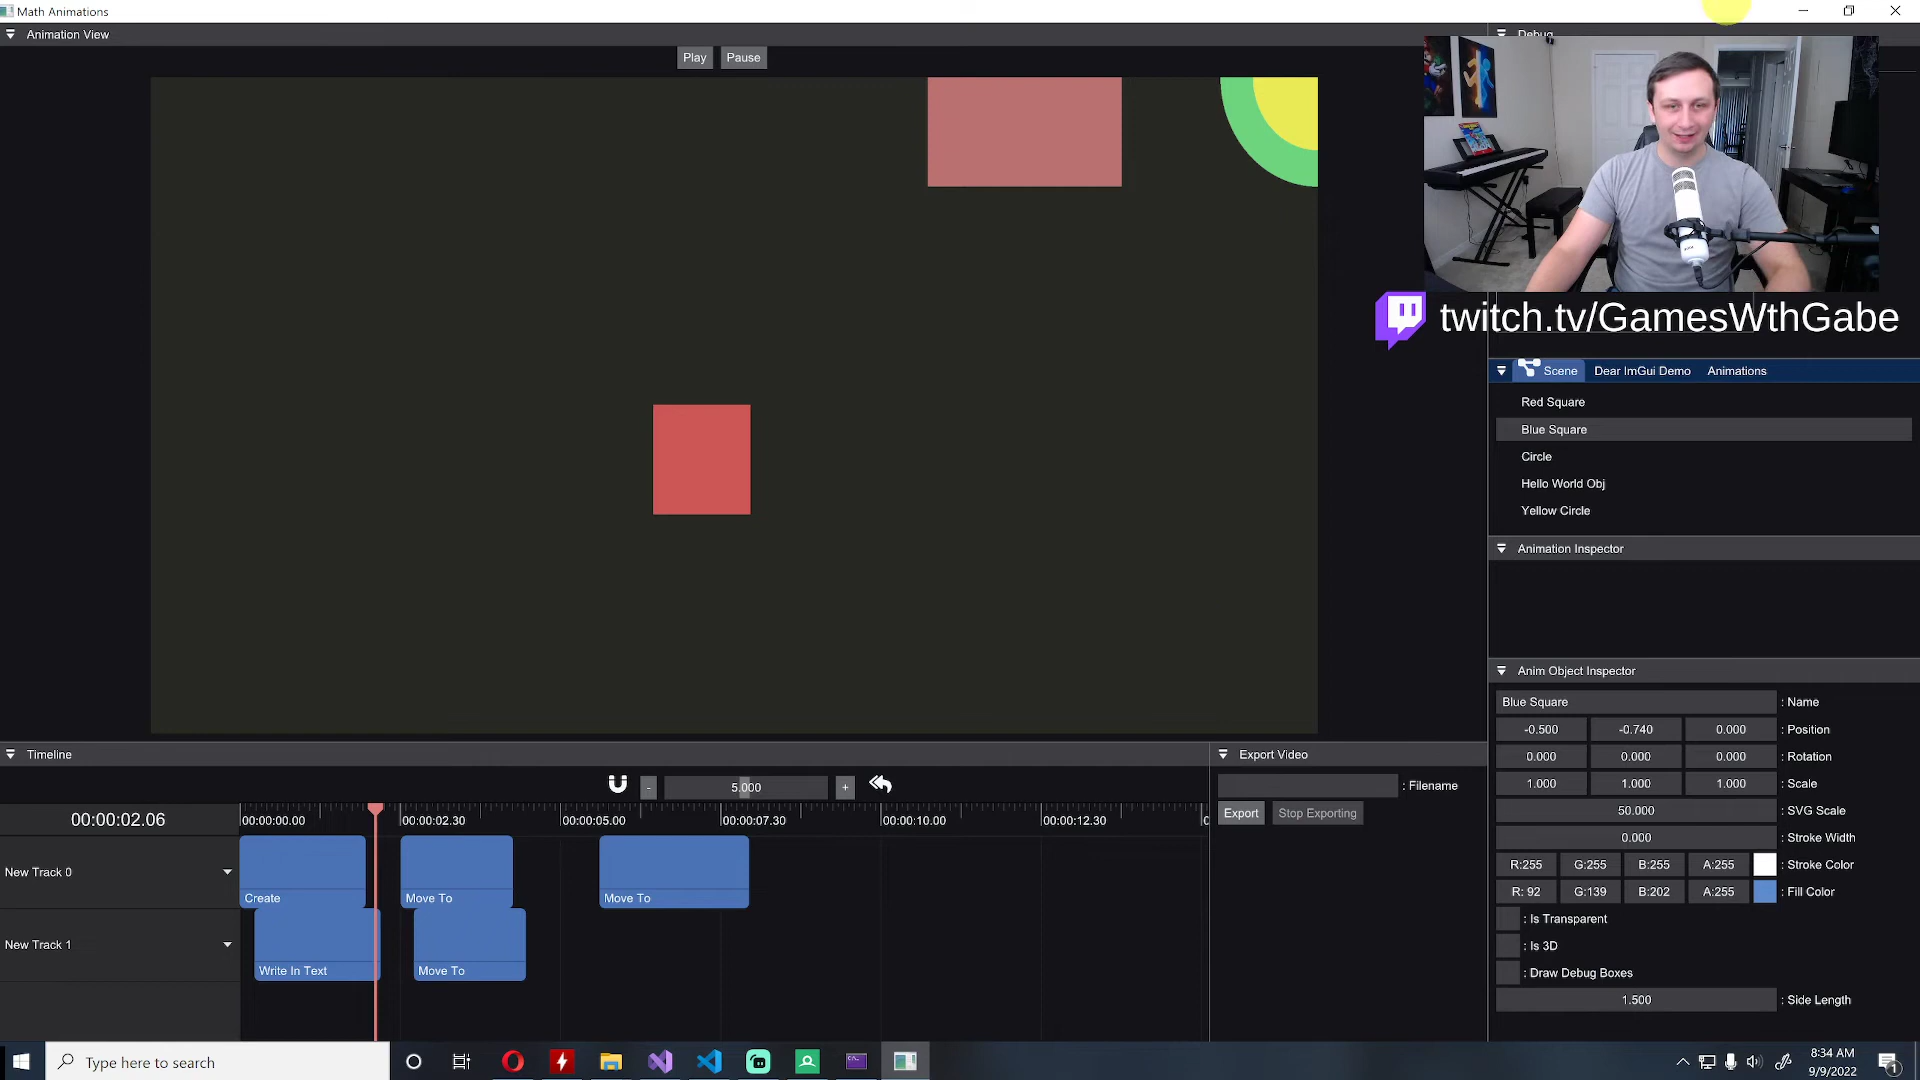 Math Animations
Animation View
Play
Pause
Debug
twitch.tv/GamesWthGabe
Scene
Dear ImGui Demo
Animations
Red Square
Blue Square
Circle
Hello World Obj
Yellow Circle
Animation Inspector
Anim Object Inspector
Blue Square : Name
-0.500 -0.740 0.000 : Position
0.000 0.000 0.000 : Rotation
1.000 1.000 1.000 : Scale
50.000 : SVG Scale
0.000 : Stroke Width
R:255 G:255 B:255 A:255 : Stroke Color
R: 92 G:139 B:202 A:255 : Fill Color
: Is Transparent
: Is 3D
: Draw Debug Boxes
1.500 : Side Length
Timeline
- 5.000 +
00:00:02.06
00:00:00.00 00:00:02.30 00:00:05.00 00:00:07.30 00:00:10.00 00:00:12.30
New Track 0
Create
Move To
Move To
New Track 1
Write In Text
Move To
Export Video
: Filename
Export
Stop Exporting
Type here to search
8:34 AM
9/9/2022
1